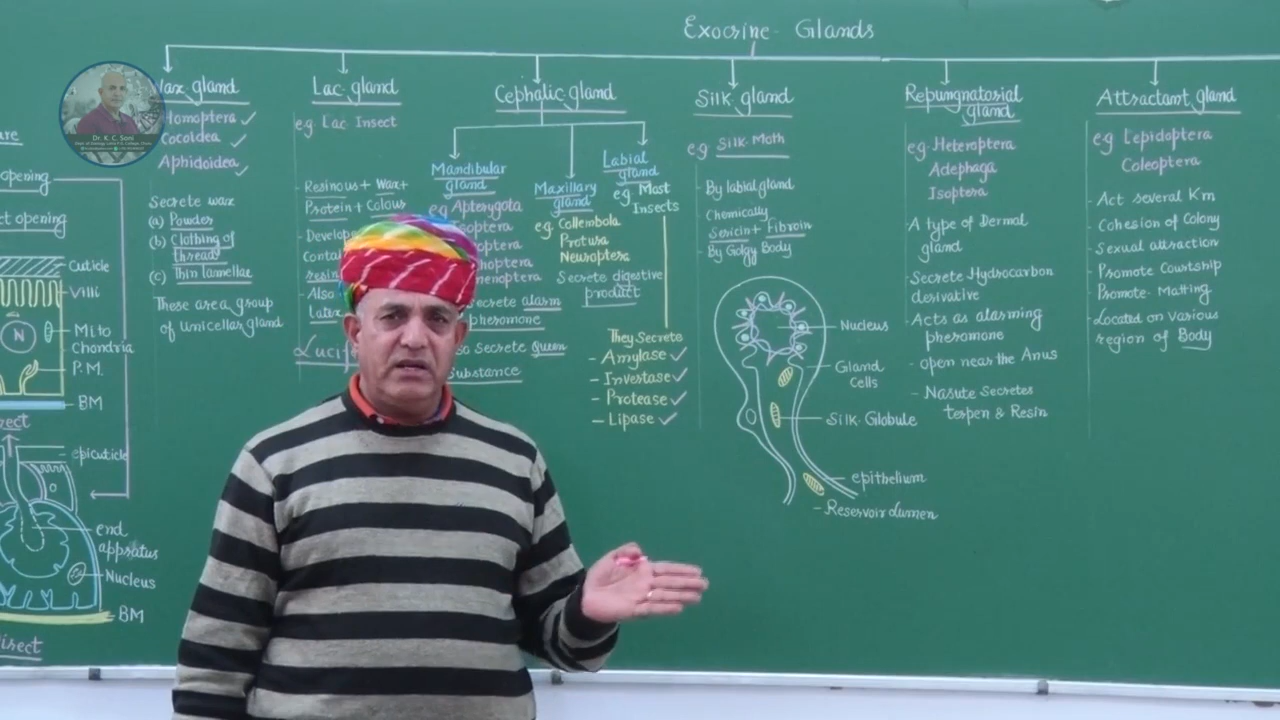 Exocrine Glands
Wax gland
Homoptera
Cocoidea
Aphidoidea
Secrete wax
(a) Powder
(b) Clothing of
thread
(c) Thin lamellae
These are a group
of unicellar gland
Lac gland
e.g. Lac Insect
Resinous + Wax +
Protein + Colour
Also
Cephalic gland
Mandibular
gland
eg. Apterygota
Secrete alarm
pheromone
Secrete Queen
Substance
Maxillary
gland
eg. Collembola
Protura
Neuroptera
Secrete digestive
product
Labial
gland
eg. Most
Insects
They Secrete
- Amylase
- Investase
- Protease
- Lipase
Silk gland
eg Silk Moth
- By labial gland
- Chemically
Sericin + Fibroin
- By Golgy Body
Nucleus
Gland
Cells
Silk Globule
epithelium
- Reservoir Lumen
Repungnatosial
gland
eg. Heteroptera
Adephaga
Isoptera
- A type of Dermal
gland
- Secrete Hydrocarbon
derivative
- Acts as alarming
pheromone
- open near the Anus
- Nasute Secretes
terpen & Resin
Attractant gland
eg Lepidoptera
Coleoptera
- Act several Km
- Cohesion of Colony
- Sexual attraction
- Promote Courtship
- Promote Matting
- Located on various
region of Body
opening
opening
Cuticle
Villi
N
Mito
Chondria
P.M.
BM
epicuticle
end
appsratus
Nucleus
BM
Dr. K. C. Soni